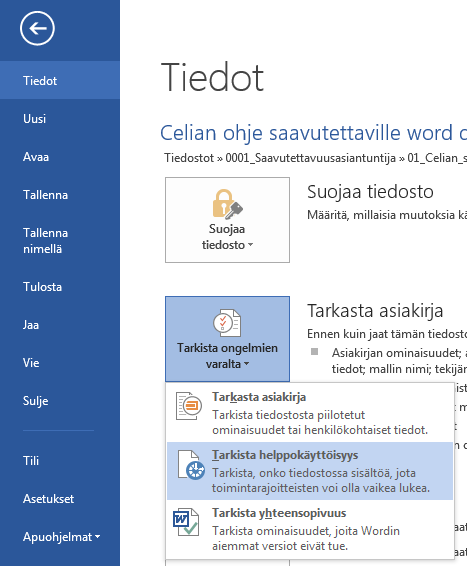 Tiedot
Uusi
Avaa
Tallenna
Tallenna
nimellä
Tulosta
Jaa
Vie
Sulje
Tili
Asetukset
Apuohjelmat
Tiedot
Celian ohje saavutettaville word
Tiedostot » 0001_Saavutettavuusasiantuntija » 01_Celian_s
Suojaa
tiedosto
Suojaa tiedosto
Määritä, millaisia muutoksia
Tarkista ongelmien
varalta
Tarkasta asiakirja
Ennen kuin jaat tämän tiedosto
Asiakirjan ominaisuudet;
tiedot; mallin nimi; tekijän
Tarkasta asiakirja
Tarkista tiedostosta piilotetut
ominaisuudet tai henkilökohtaiset tiedot.
Tarkista helppokäyttöisyys
Tarkista, onko tiedostossa sisältöä, jota
toimintarajoitteisten voi olla vaikea lukea.
Tarkista yhteensopivuus
Tarkista ominaisuudet, joita Wordin
aiemmat versiot eivät tue.